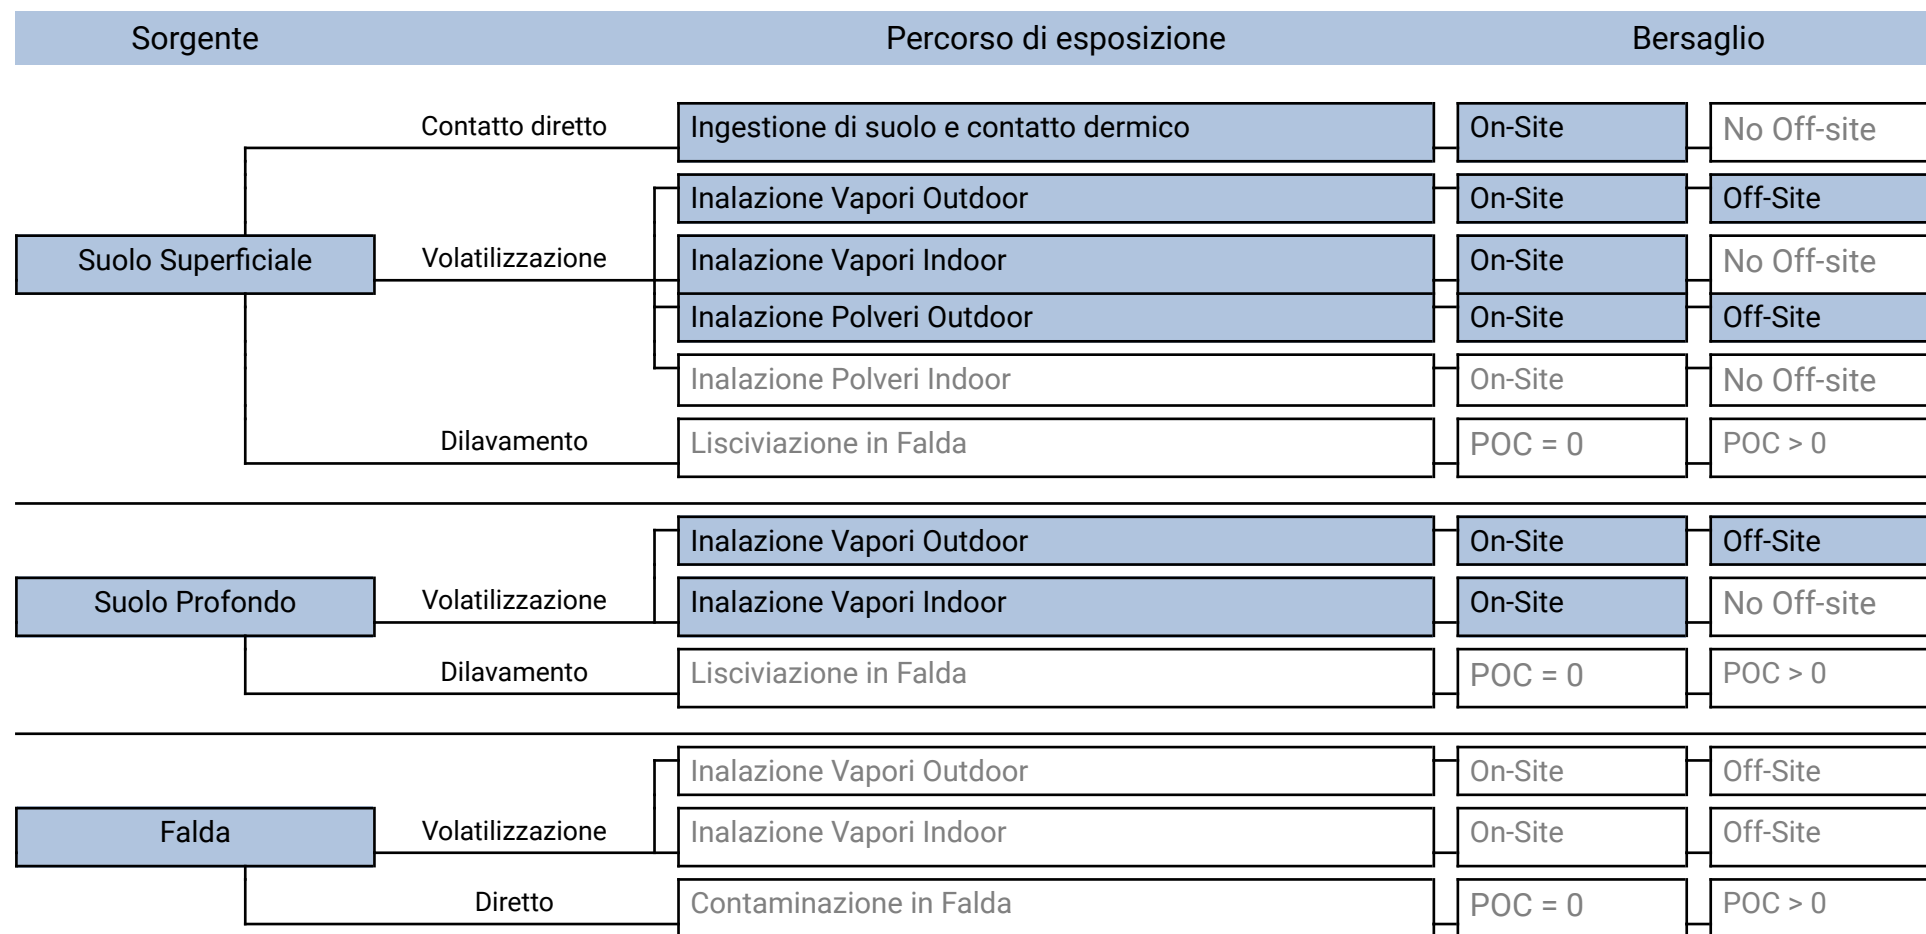 Sorgente Percorso di esposizione Bersaglio
Contatto diretto Ingestione di suolo e contatto dermico On-Site No Off-site
Inalazione Vapori Outdoor On-Site Off-Site
Suolo Superficiale Volatilizzazione Inalazione Vapori Indoor On-Site No Off-site
Inalazione Polveri Outdoor On-Site Off-Site
Inalazione Polveri Indoor On-Site No Off-site
Dilavamento Lisciviazione in Falda POC = 0 POC > 0
Inalazione Vapori Outdoor On-Site Off-Site
Suolo Profondo Volatilizzazione Inalazione Vapori Indoor On-Site No Off-site
Dilavamento Lisciviazione in Falda POC = 0 POC > 0
Inalazione Vapori Outdoor On-Site Off-Site
Falda Volatilizzazione Inalazione Vapori Indoor On-Site Off-Site
Diretto Contaminazione in Falda POC = 0 POC > 0